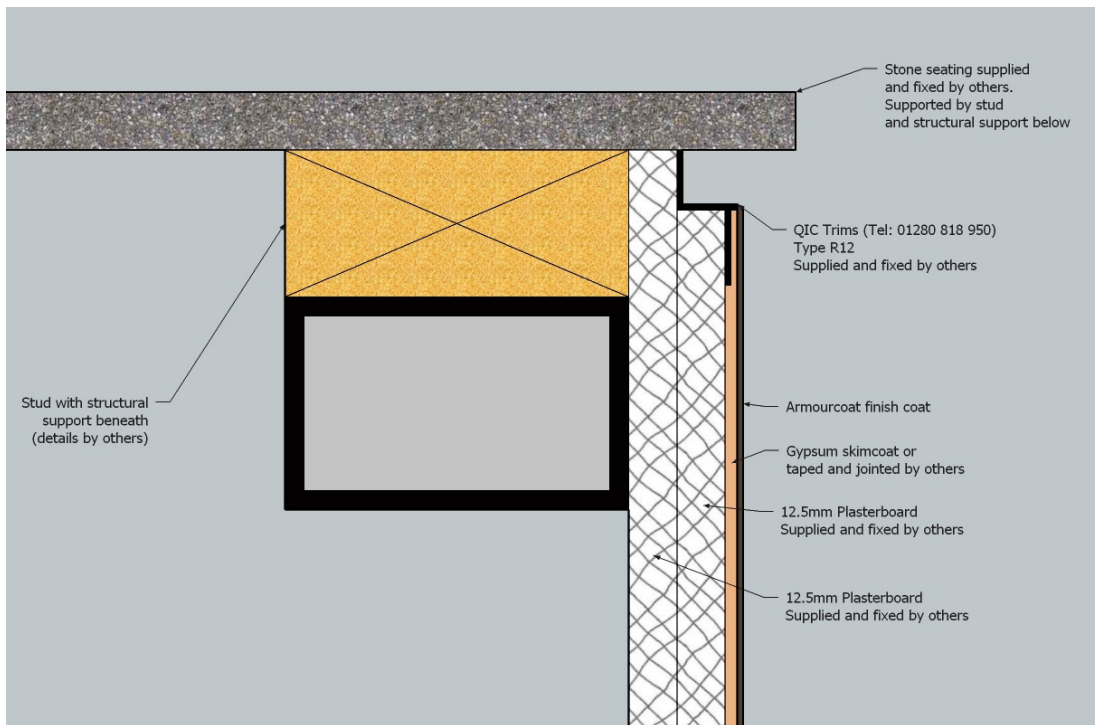 Stone seating supplied
and fixed by others.
Supported by stud
and structural support below
QIC Trims (Tel: 01280 818 950)
Type R12
Supplied and fixed by others
Stud with structural
support beneath
(details by others)
Armourcoat finish coat
Gypsum skimcoat or
taped and jointed by others
12.5mm Plasterboard
Supplied and fixed by others
12.5mm Plasterboard
Supplied and fixed by others